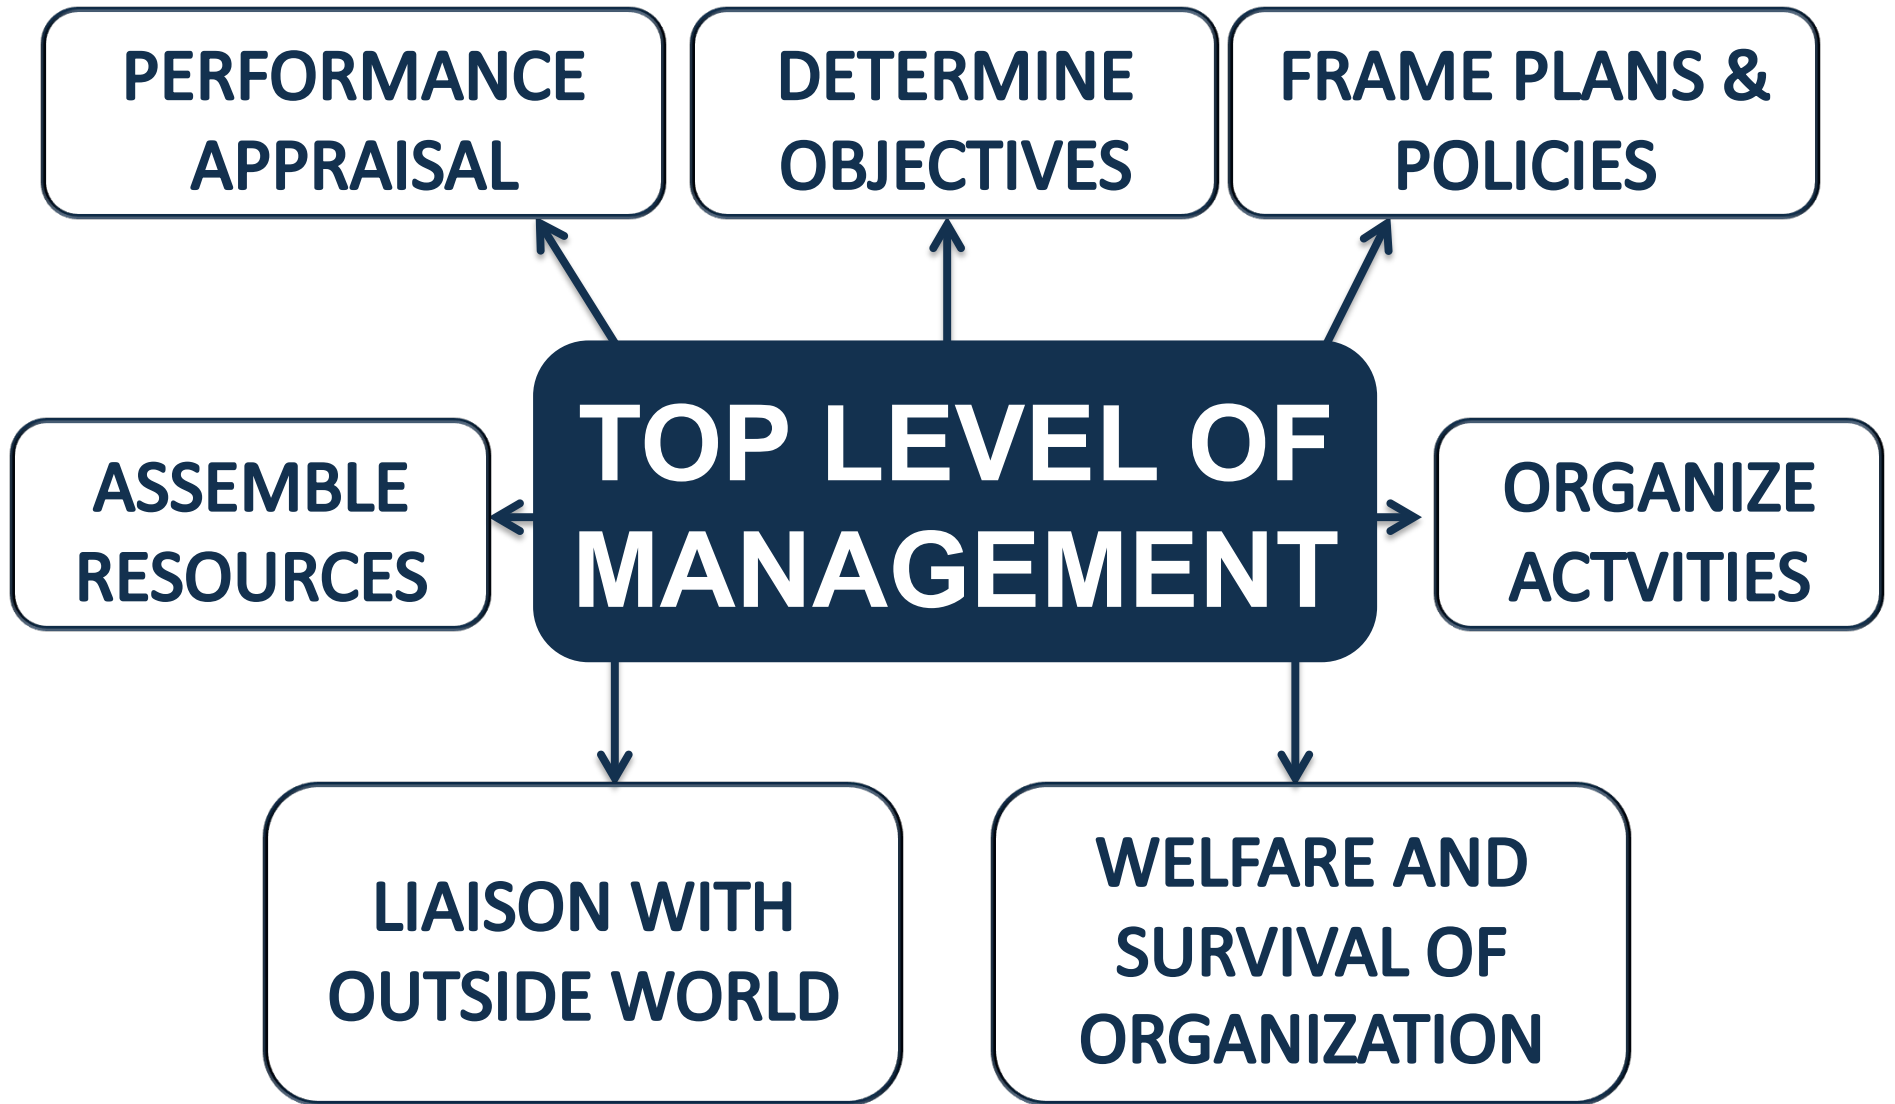 PERFORMANCE
APPRAISAL
DETERMINE
OBJECTIVES
FRAME PLANS &
POLICIES
ASSEMBLE
RESOURCES
TOP LEVEL OF
MANAGEMENT
ORGANIZE
ACTVITIES
LIAISON WITH
OUTSIDE WORLD
WELFARE AND
SURVIVAL OF
ORGANIZATION